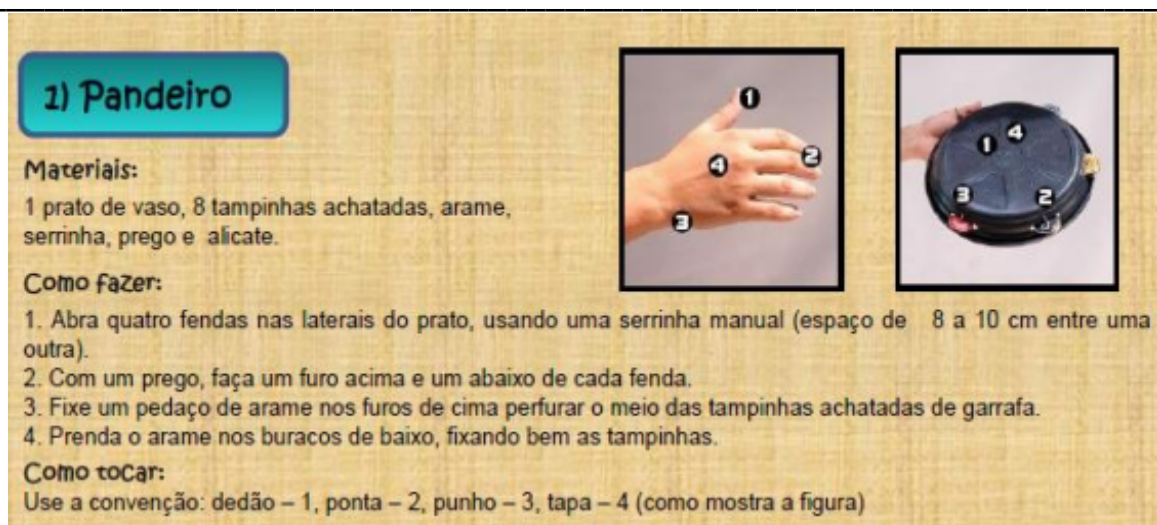 1) Pandeiro
1
4
2
3
1
4
3
2
Materiais:
1 prato de vaso, 8 tampinhas achatadas, arame,
serrinha, prego e alicate.
Como fazer:
1. Abra quatro fendas nas laterais do prato, usando uma serrinha manual (espaço de 8 a 10 cm entre uma
outra).
2. Com um prego, faça um furo acima e um abaixo de cada fenda.
3. Fixe um pedaço de arame nos furos de cima perfurar o meio das tampinhas achatadas de garrafa.
4. Prenda o arame nos buracos de baixo, fixando bem as tampinhas.
Como tocar:
Use a convenção: dedão – 1, ponta – 2, punho – 3, tapa – 4 (como mostra a figura)